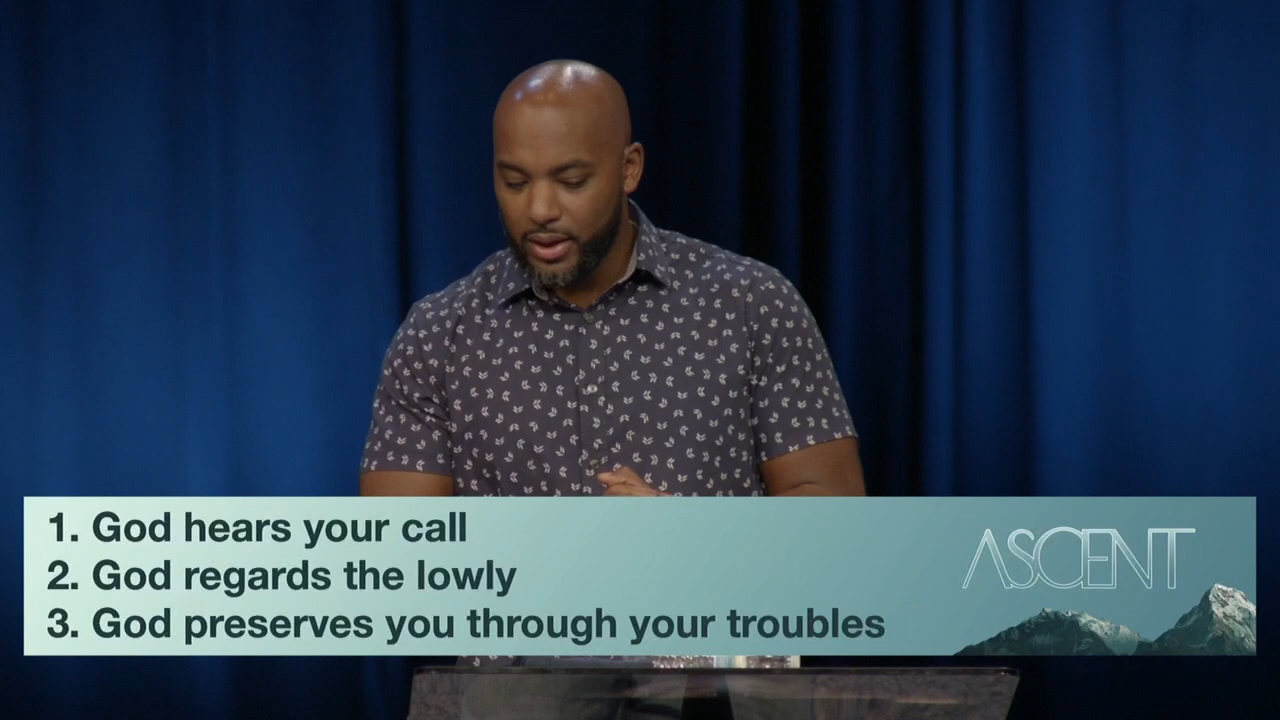 1. God hears your call
2. God regards the lowly
3. God preserves you through your troubles
ASCENT